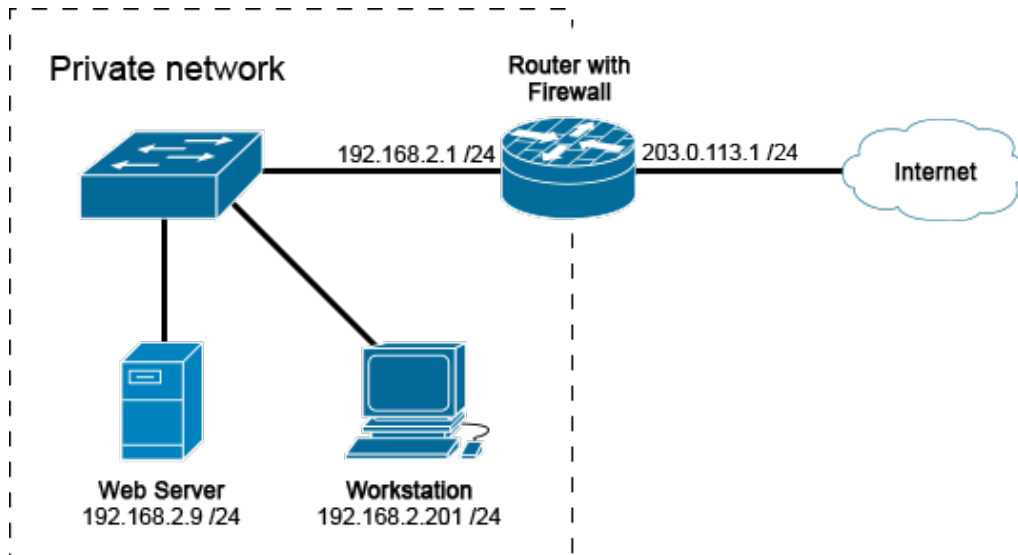 Private network
Router with
Firewall
192.168.2.1 /24
203.0.113.1 /24
Internet
Web Server
192.168.2.9 /24
Workstation
192.168.2.201 /24